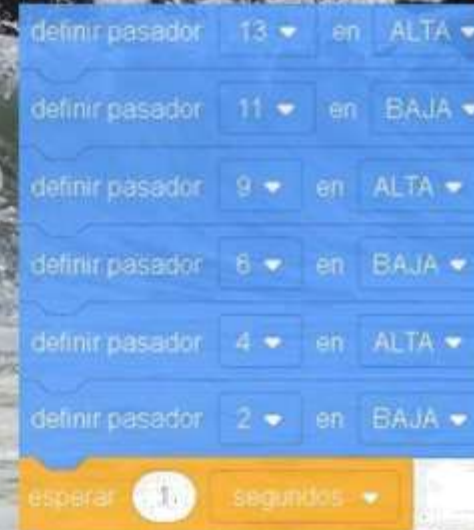 definir pasador 13 en ALTA
definir pasador 11 en BAJA
definir pasador 9 en ALTA
definir pasador 6 en BAJA
definir pasador 4 en ALTA
definir pasador 2 en BAJA
esperar 1 segundos